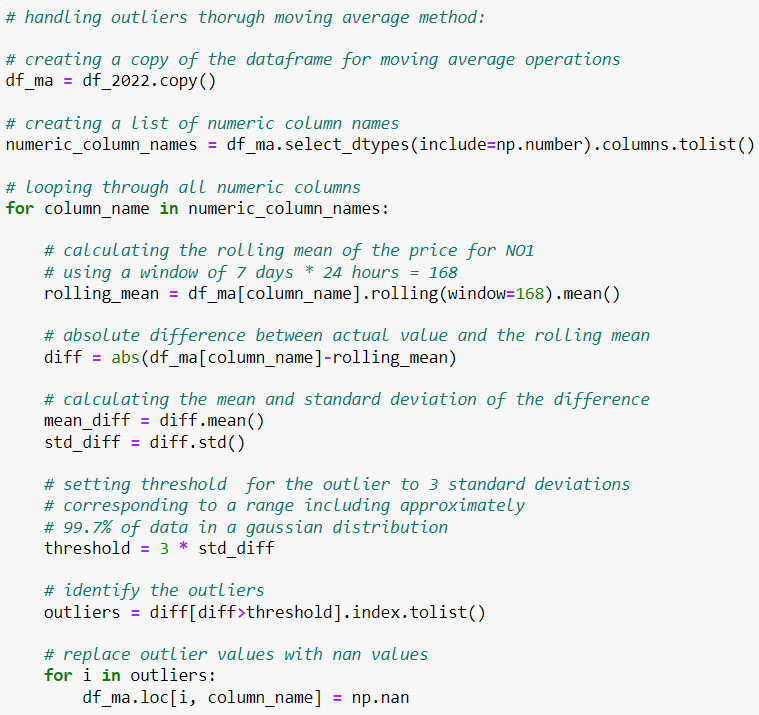 # handling outliers thorugh moving average method:
# creating a copy of the dataframe for moving average operations
df_ma = df_2022.copy()
# creating a list of numeric column names
numeric_column_names = df_ma.select_dtypes(include=np.number).columns.tolist()
# looping through all numeric columns
for column_name in numeric_column_names:
    # calculating the rolling mean of the price for NO1
    # using a window of 7 days * 24 hours = 168
    rolling_mean = df_ma[column_name].rolling(window=168).mean()
    # absolute difference between actual value and the rolling mean
    diff = abs(df_ma[column_name]-rolling_mean)
    # calculating the mean and standard deviation of the difference
    mean_diff = diff.mean()
    std_diff = diff.std()
    # setting threshold  for the outlier to 3 standard deviations
    # corresponding to a range including approximately
    # 99.7% of data in a gaussian distribution
    threshold = 3 * std_diff
    # identify the outliers
    outliers = diff[diff>threshold].index.tolist()
    # replace outlier values with nan values
    for i in outliers:
        df_ma.loc[i, column_name] = np.nan